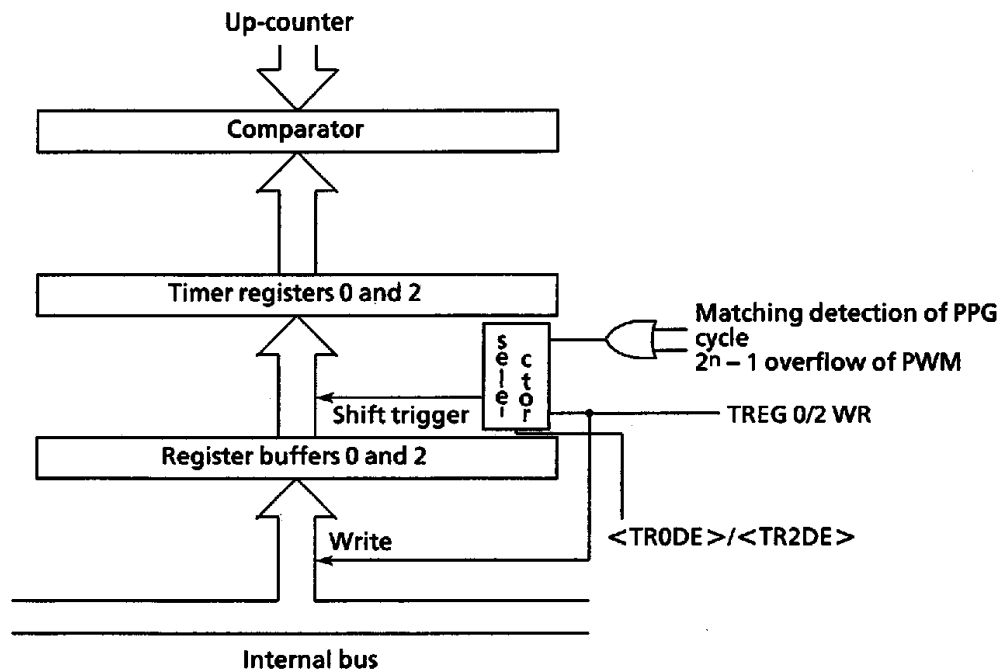 Up-counter
Comparator
Timer registers 0 and 2
Matching detection of PPG
cycle
2ⁿ – 1 overflow of PWM
selector
Shift trigger
TREG 0/2 WR
Register buffers 0 and 2
<TR0DE>/<TR2DE>
Write
Internal bus